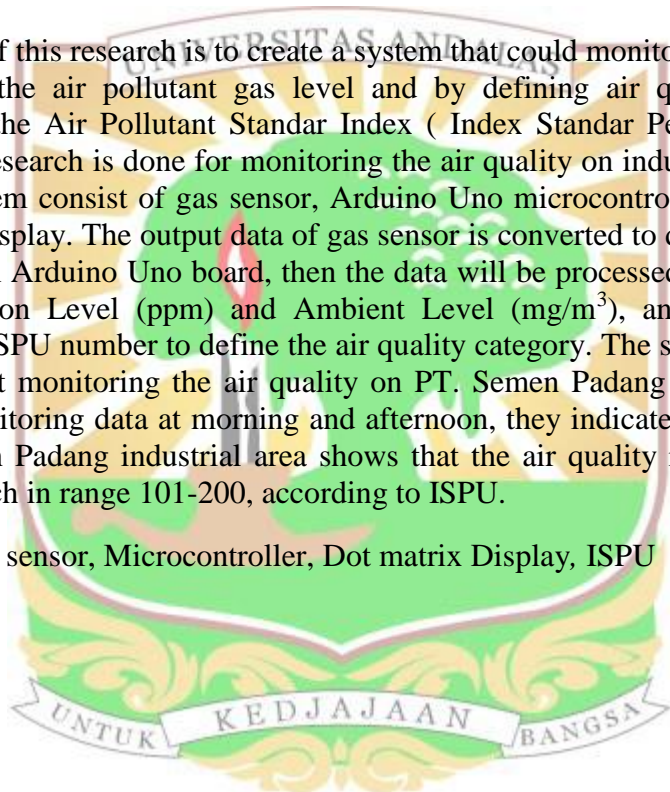 UNIVERSITAS ANDALAS
f this research is to create a system that could monito
the air pollutant gas level and by defining air q
he Air Pollutant Standar Index ( Index Standar Pe
esearch is done for monitoring the air quality on indu
em consist of gas sensor, Arduino Uno microcontro
splay. The output data of gas sensor is converted to
Arduino Uno board, then the data will be processed
on Level (ppm) and Ambient Level (mg/m³), an
SPU number to define the air quality category. The s
t monitoring the air quality on PT. Semen Padang
itoring data at morning and afternoon, they indicate
Padang industrial area shows that the air quality
ch in range 101-200, according to ISPU.
sensor, Microcontroller, Dot matrix Display, ISPU
UNTUK KEDJAJAAN BANGSA